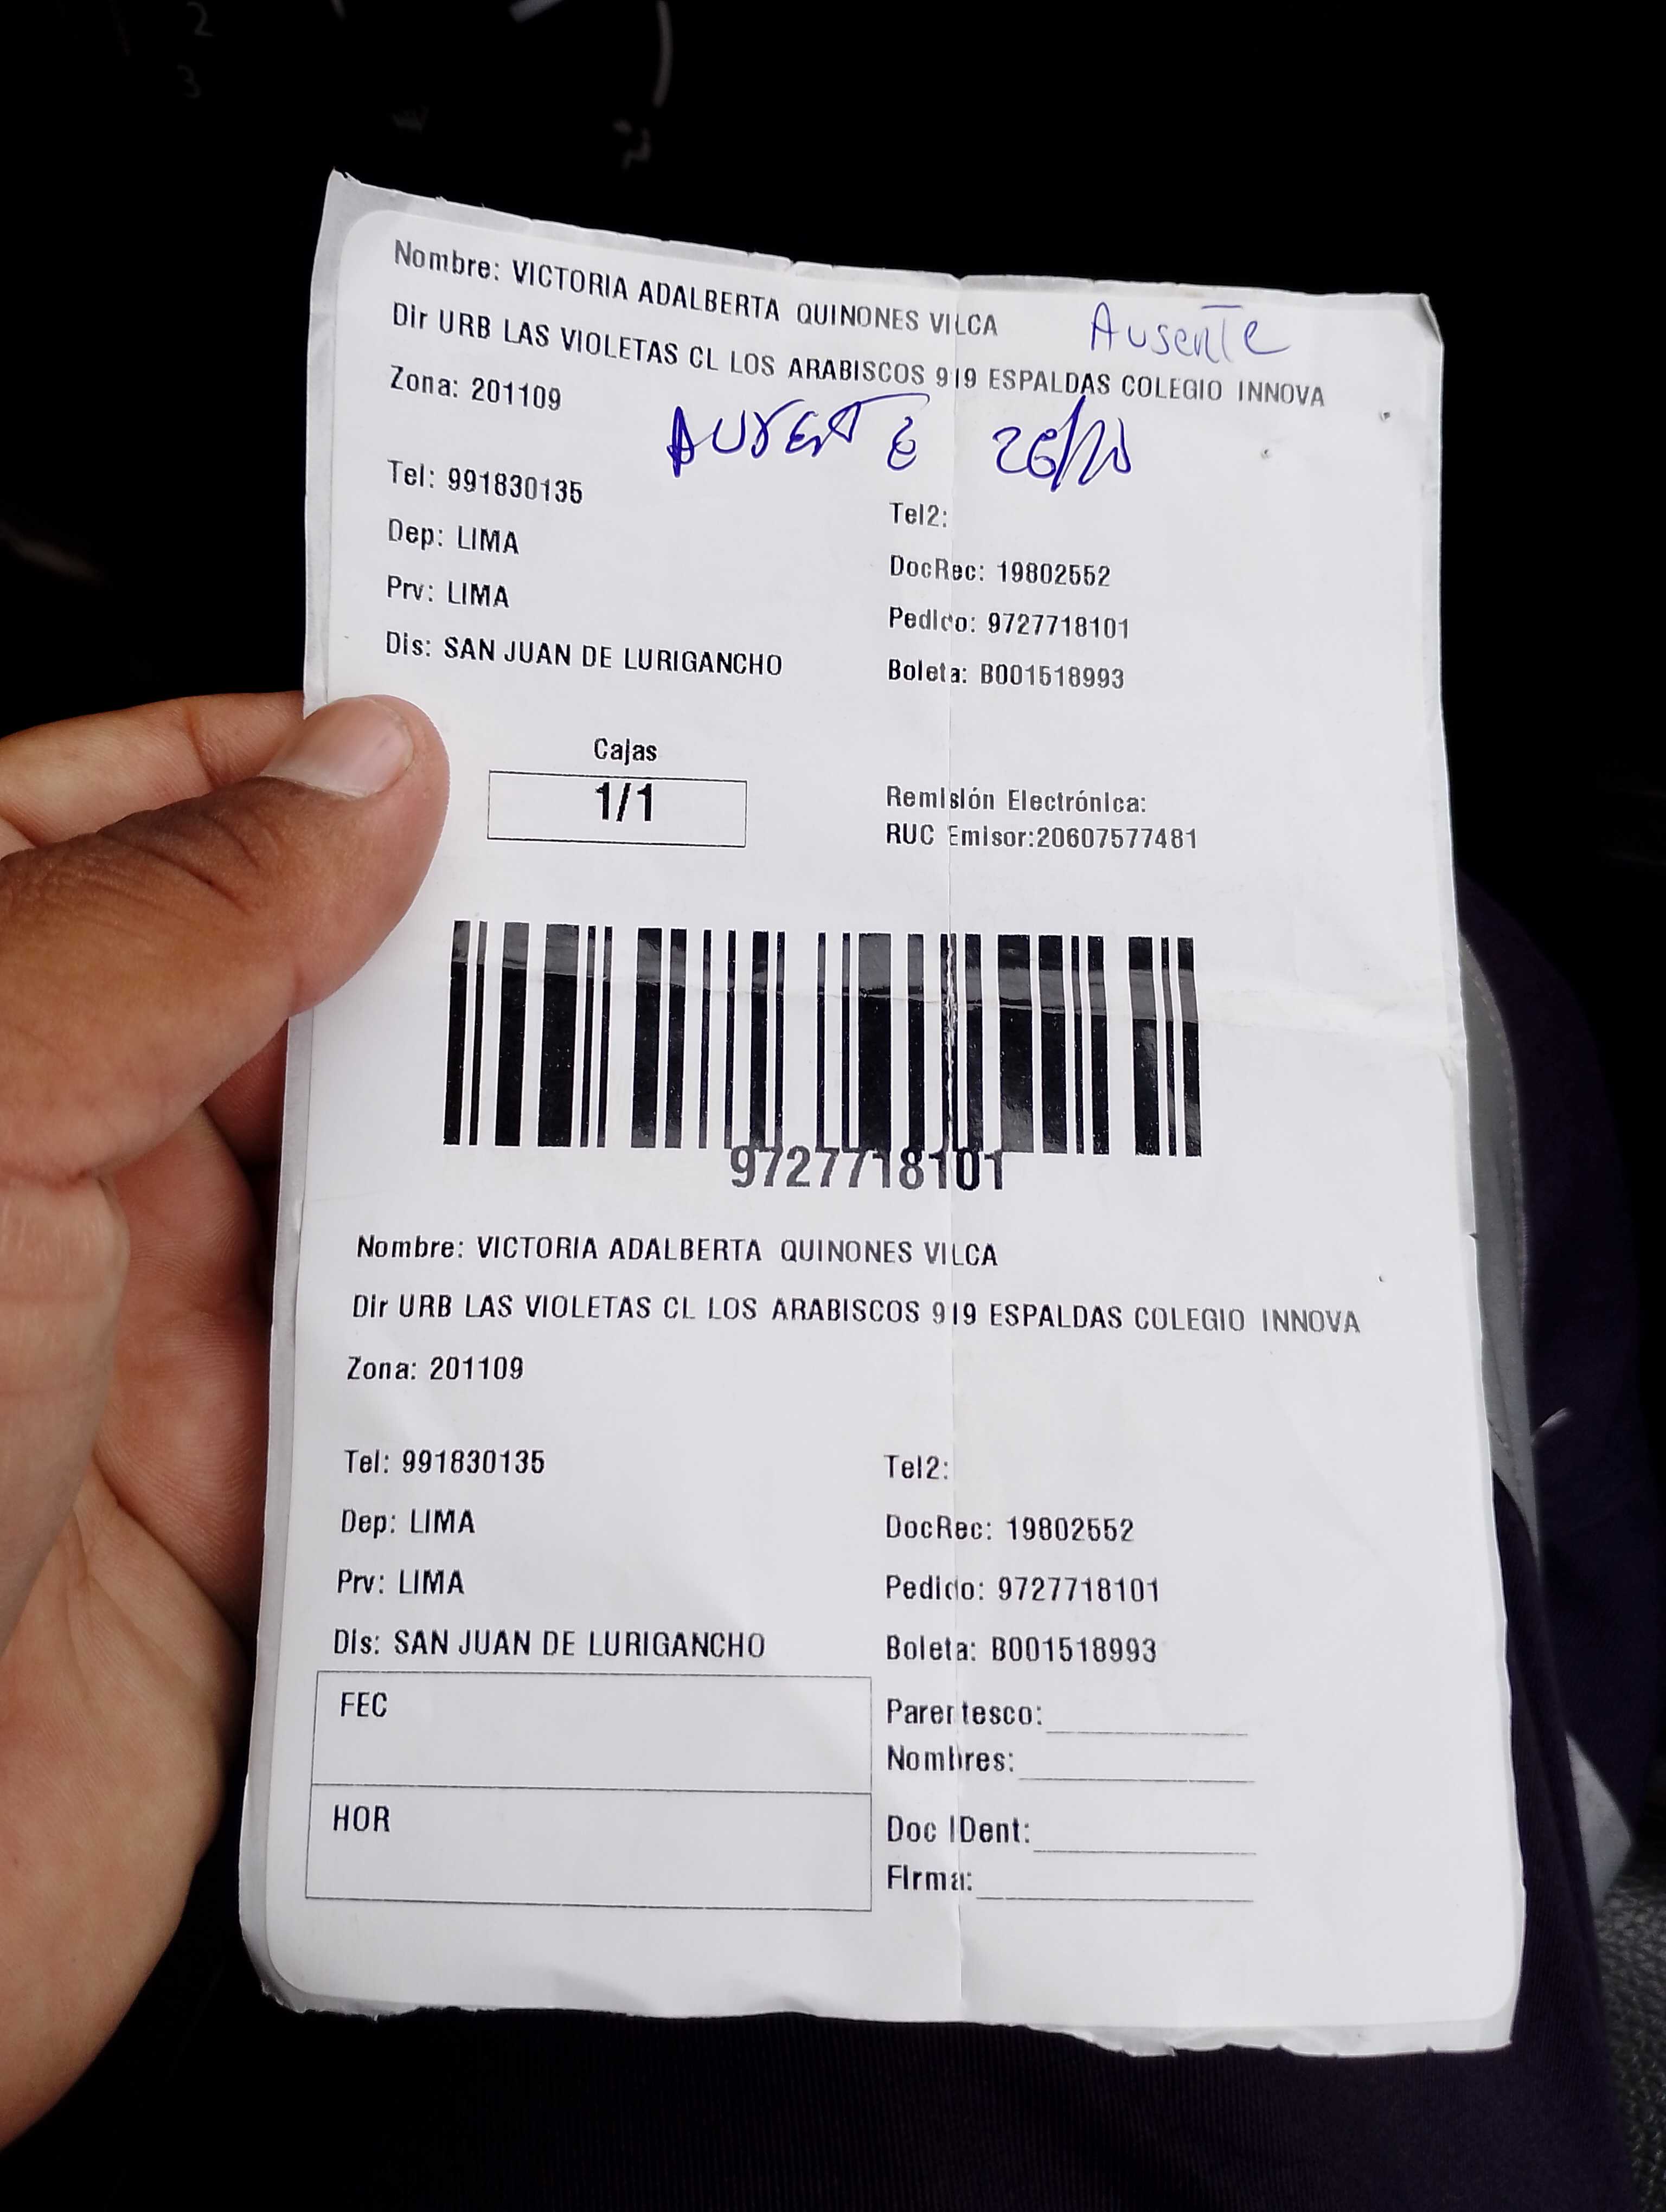 Nombre: VICTORIA ADALBERTA QUINONES VILCA
Ausente
Dir URB LAS VIOLETAS CL LOS ARABISCOS 919 ESPALDAS COLEGIO INNOVA
Zona: 201109
AUSENTE
Tel: 991830135
Tel2:
Dep: LIMA
DocRec: 19802552
Prv: LIMA
Pedido: 9727718101
Dis: SAN JUAN DE LURIGANCHO
Boleta: B001518993
Cajas
1/1
Remisión Electrónica:
RUC Emisor:20607577481
9727718101
Nombre: VICTORIA ADALBERTA QUINONES VILCA
Dir URB LAS VIOLETAS CL LOS ARABISCOS 919 ESPALDAS COLEGIO INNOVA
Zona: 201109
Tel: 991830135
Tel2:
Dep: LIMA
DocRec: 19802552
Prv: LIMA
Pedido: 9727718101
Dis: SAN JUAN DE LURIGANCHO
Boleta: B001518993
FEC
Parentesco:
Nombres:
HOR
Doc IDent:
Firma: